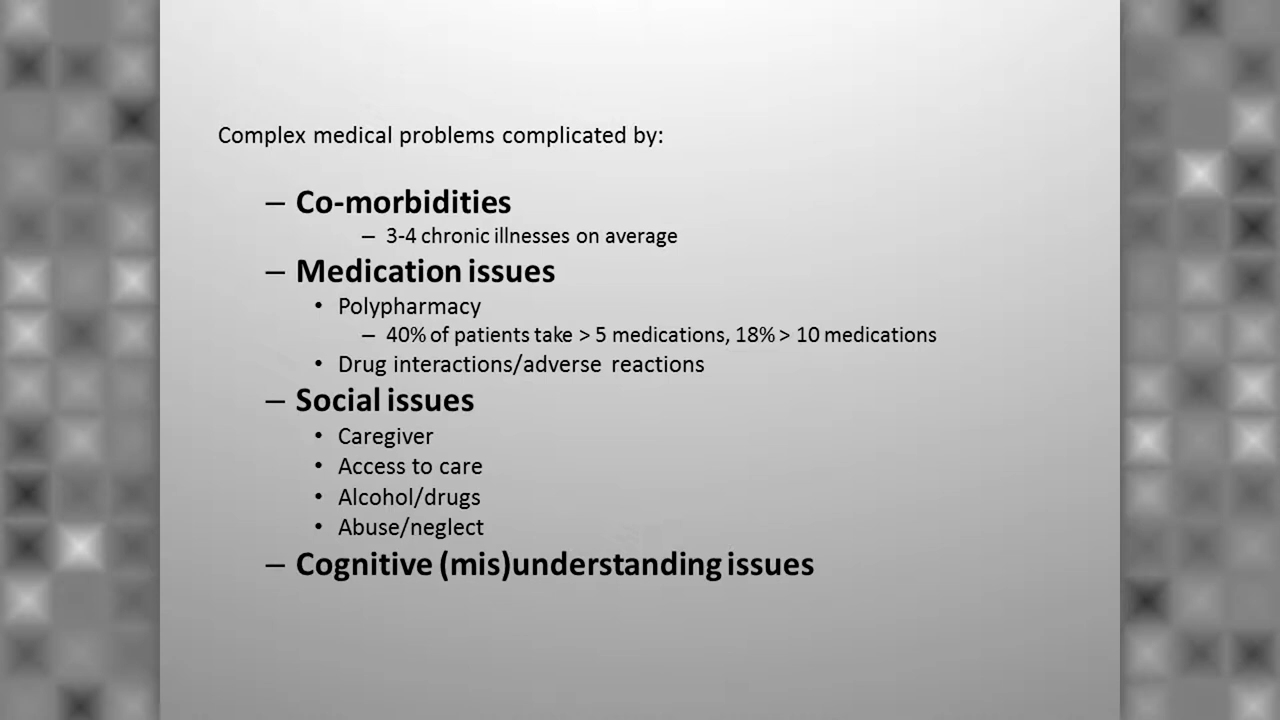 Complex medical problems complicated by:
– Co-morbidities
– 3-4 chronic illnesses on average
– Medication issues
• Polypharmacy
– 40% of patients take > 5 medications, 18% > 10 medications
• Drug interactions/adverse reactions
– Social issues
• Caregiver
• Access to care
• Alcohol/drugs
• Abuse/neglect
– Cognitive (mis)understanding issues